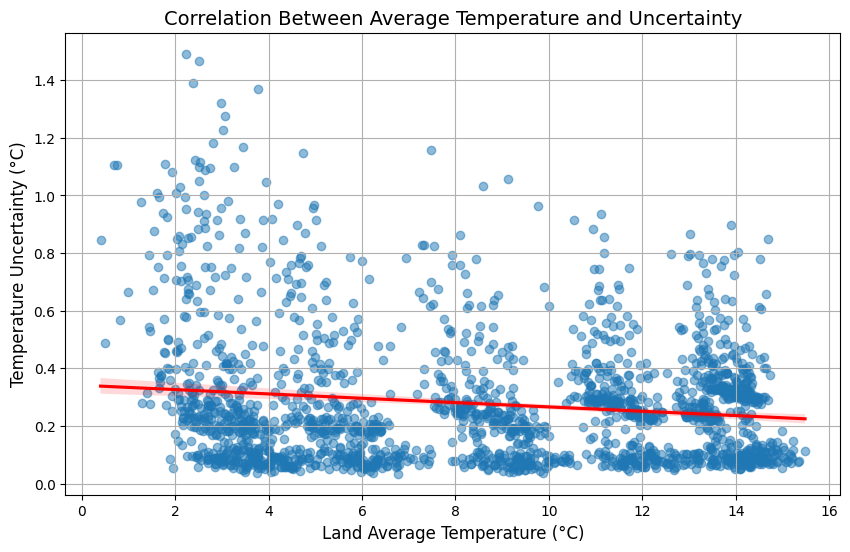 Correlation Between Average Temperature and Uncertainty
Temperature Uncertainty (°C)
1.4
1.2
1.0
0.8
0.6
0.4
0.2
0.0
0 2 4 6 8 10 12 14 16
Land Average Temperature (°C)